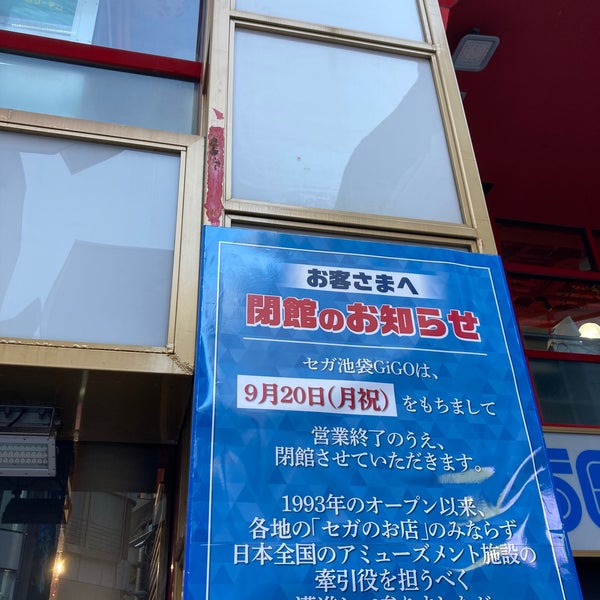 お客さまへ
閉館のお知らせ
セガ池袋GiGOは、
9月20日(月祝)をもちまして
営業終了のうえ、
閉館させていただきます。
1993年のオープン以来、
各地の「セガのお店」のみならず
日本全国のアミューズメント施設の
牽引役を担うべく